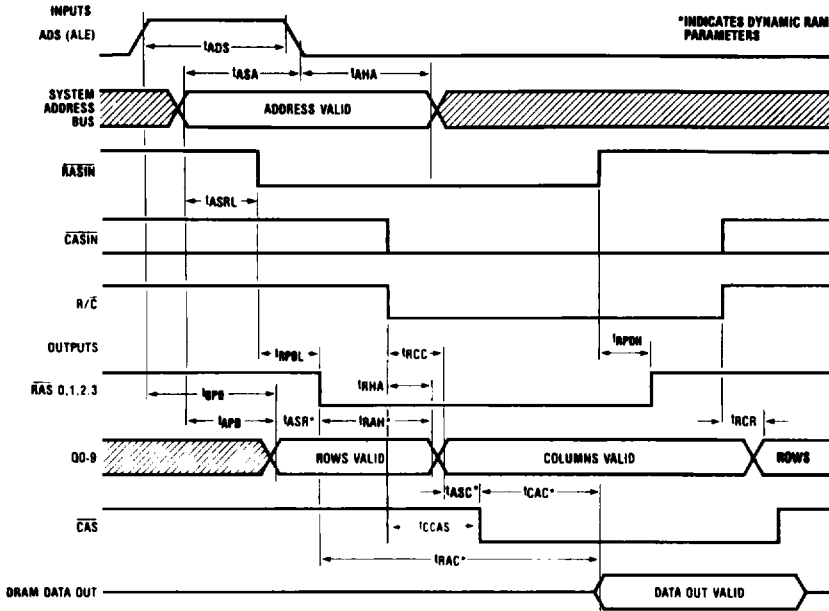 INPUTS
ADS (ALE)
*INDICATES DYNAMIC RAM
PARAMETERS
tADS
tASA
tAHA
SYSTEM
ADDRESS
BUS
ADDRESS VALID
RASIN
tASRL
CASIN
R/C
OUTPUTS
tRPDL
tRCC
tRPDH
RAS 0,1,2,3
tRHA
tBPD
tRCR
tAPD
tASR*
tRAH*
Q0-9
ROWS VALID
COLUMNS VALID
ROWS
tASC*
tCAC*
CAS
tCCAS
tRAC*
DRAM DATA OUT
DATA OUT VALID